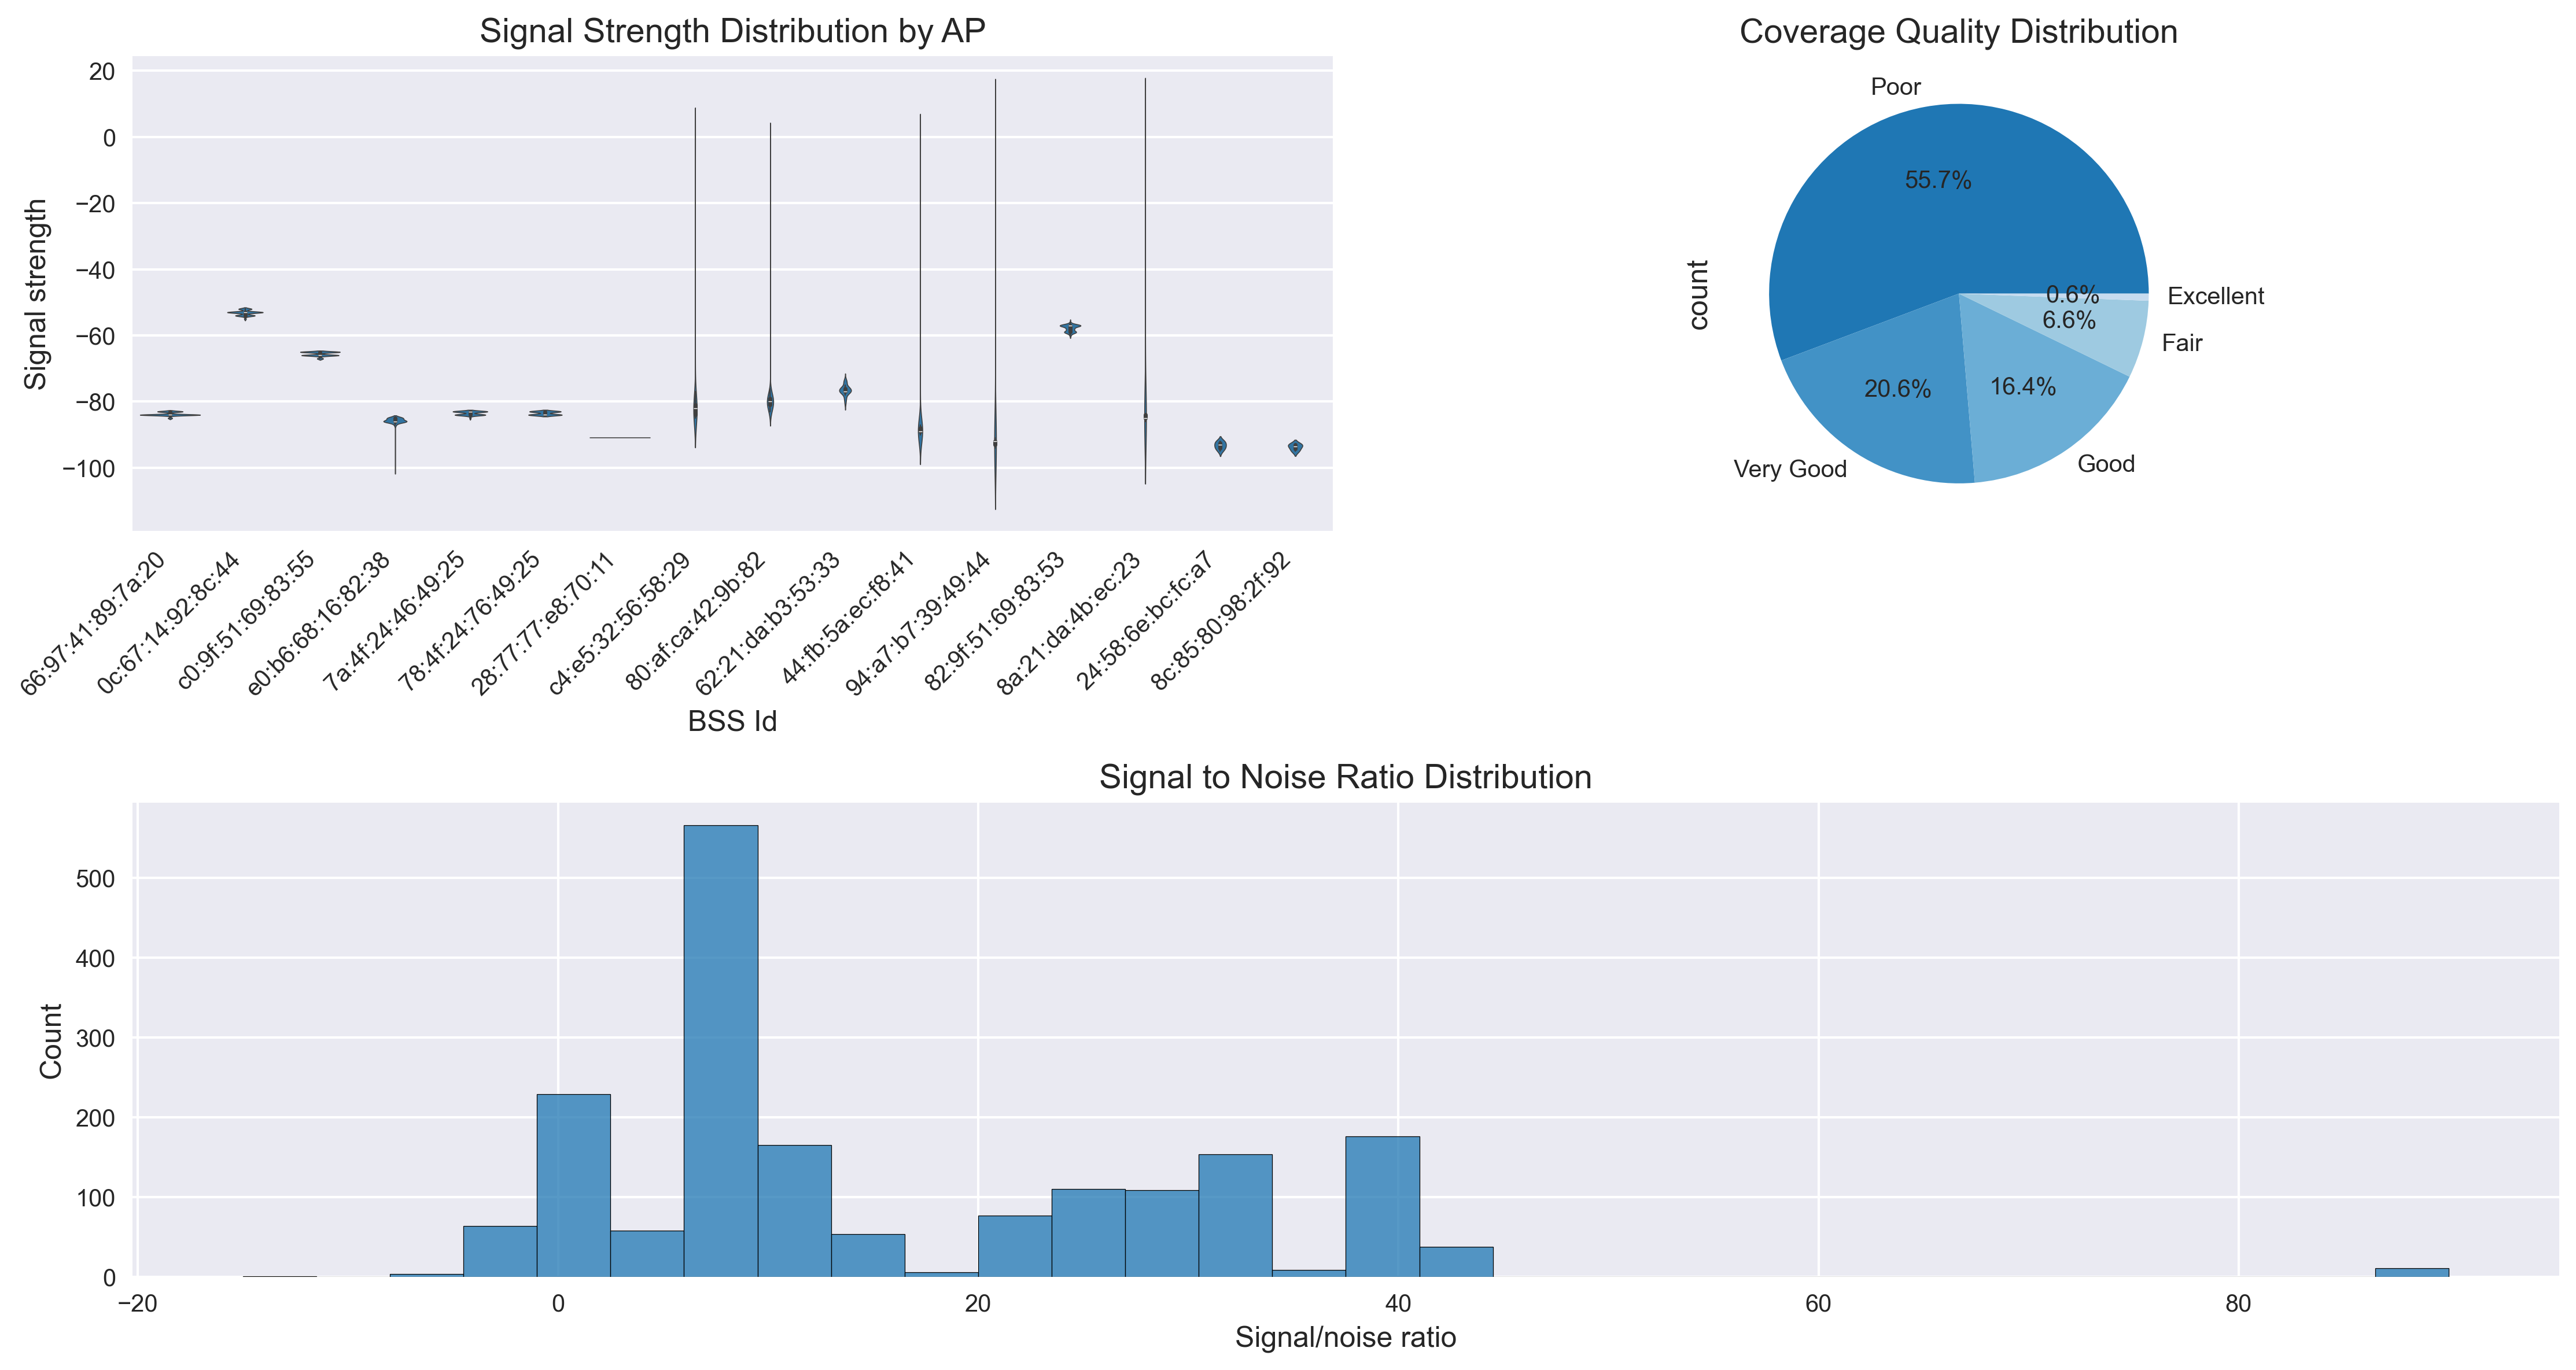 Signal Strength Distribution by AP
20
0
−20
−40
−60
−80
−100
Signal strength
66:97:41:89:7a:20
0c:67:14:92:8c:44
c0:9f:51:69:83:55
e0:b6:68:16:82:38
7a:4f:24:46:49:25
78:4f:24:76:49:25
28:77:77:e8:70:11
c4:e5:32:56:58:29
80:af:ca:42:9b:82
62:21:da:b3:53:33
44:fb:5a:ec:f8:41
94:a7:b7:39:49:44
82:9f:51:69:83:53
8a:21:da:4b:ec:23
24:58:6e:bc:fc:a7
8c:85:80:98:2f:92
BSS Id
Coverage Quality Distribution
Poor
55.7%
count
0.6%
Excellent
6.6%
Fair
20.6%
16.4%
Very Good
Good
Signal to Noise Ratio Distribution
500
400
300
200
100
0
Count
−20
0
20
40
60
80
Signal/noise ratio